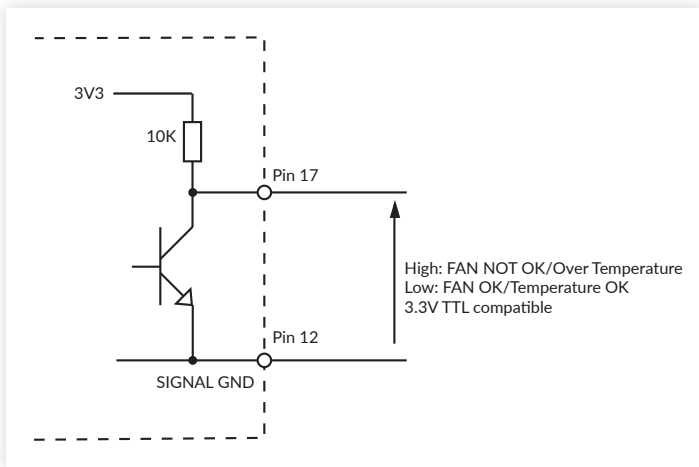 3V3
10K
Pin 17
High: FAN NOT OK/Over Temperature
Low: FAN OK/Temperature OK
3.3V TTL compatible
Pin 12
SIGNAL GND